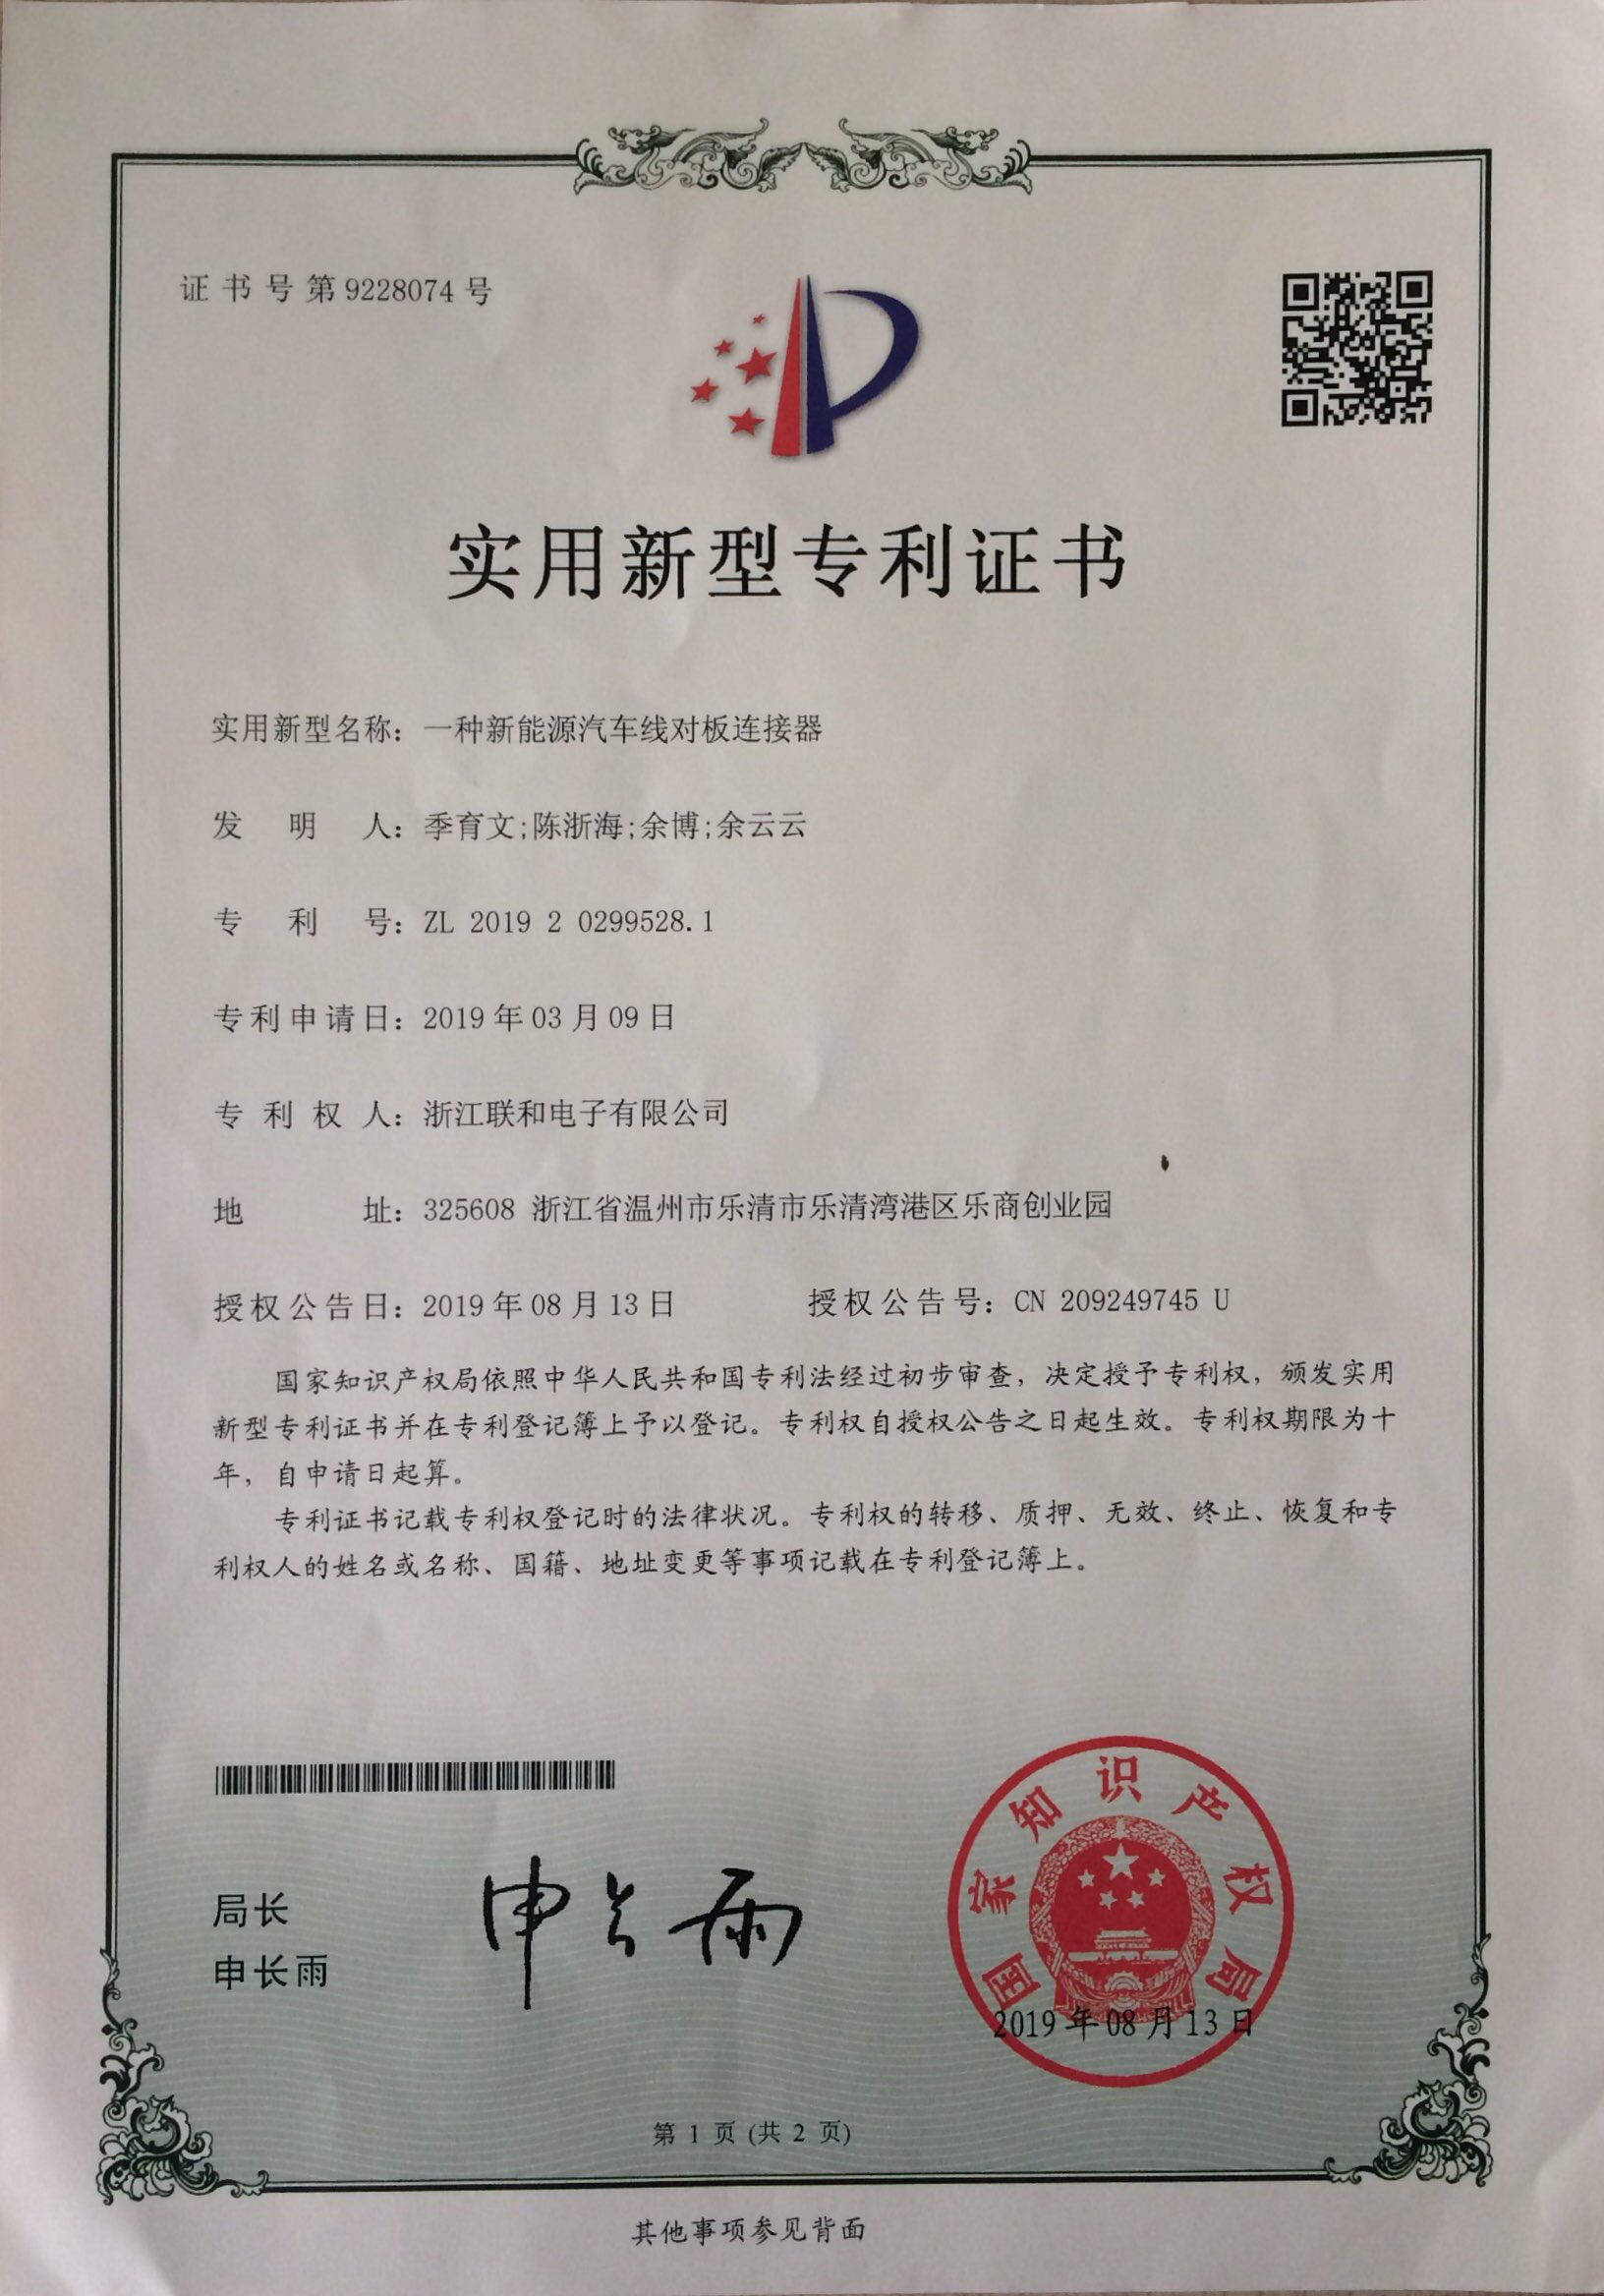 证书号第9228074号
实用新型专利证书
实用新型名称：一种新能源汽车线对板连接器
发明人：季育文;陈浙海;余博;余云云
专利号：ZL 2019 2 0299528.1
专利申请日：2019年03月09日
专利权人：浙江联和电子有限公司
地址：325608 浙江省温州市乐清市乐清湾港区乐商创业园
授权公告日：2019年08月13日 授权公告号：CN 209249745 U
国家知识产权局依照中华人民共和国专利法经过初步审查，决定授予专利权，颁发实用
新型专利证书并在专利登记簿上予以登记。专利权自授权公告之日起生效。专利权期限为十
年，自申请日起算。
专利证书记载专利权登记时的法律状况。专利权的转移、质押、无效、终止、恢复和专
利权人的姓名或名称、国籍、地址变更等事项记载在专利登记簿上。
局长
申长雨
申长雨
国家知识产权局
2019年08月13日
第 1 页 (共 2 页)
其他事项参见背面